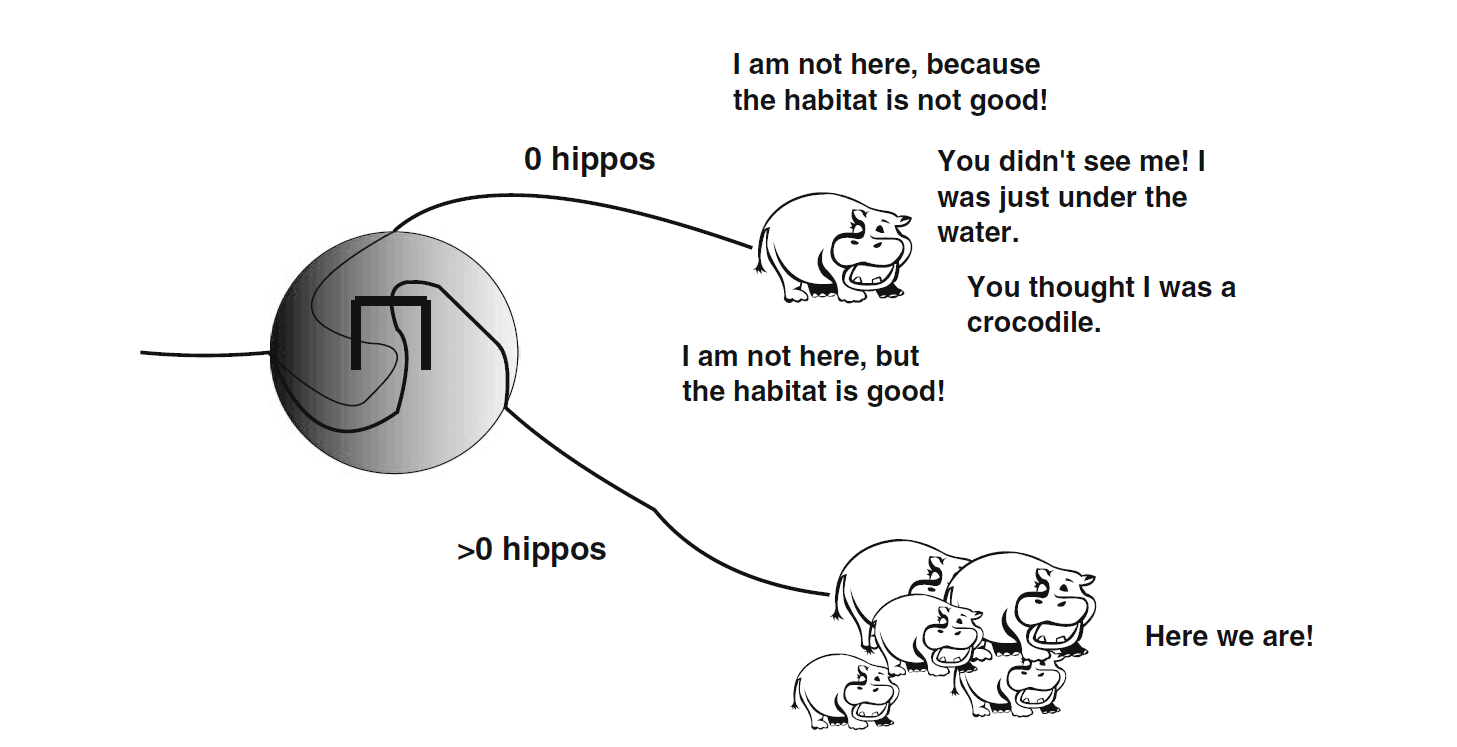 I am not here, because
the habitat is not good!
0 hippos
You didn't see me! I
was just under the
water.
You thought I was a
crocodile.
I am not here, but
the habitat is good!
Π
>0 hippos
Here we are!